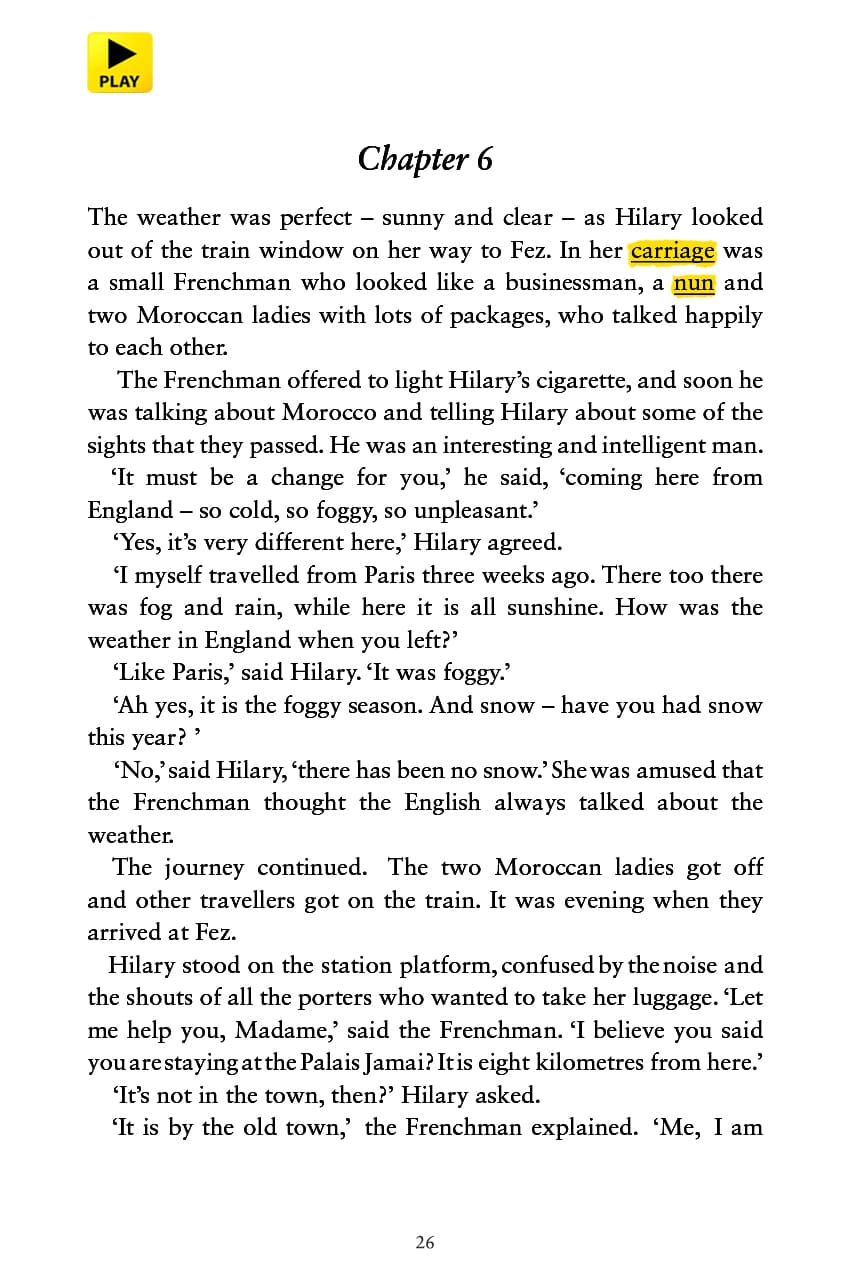 PLAY
Chapter 6
The weather was perfect – sunny and clear – as Hilary looked
out of the train window on her way to Fez. In her carriage was
a small Frenchman who looked like a businessman, a nun and
two Moroccan ladies with lots of packages, who talked happily
to each other.
The Frenchman offered to light Hilary’s cigarette, and soon he
was talking about Morocco and telling Hilary about some of the
sights that they passed. He was an interesting and intelligent man.
‘It must be a change for you,’ he said, ‘coming here from
England – so cold, so foggy, so unpleasant.’
‘Yes, it’s very different here,’ Hilary agreed.
‘I myself travelled from Paris three weeks ago. There too there
was fog and rain, while here it is all sunshine. How was the
weather in England when you left?’
‘Like Paris,’ said Hilary. ‘It was foggy.’
‘Ah yes, it is the foggy season. And snow – have you had snow
this year? ’
‘No,’ said Hilary, ‘there has been no snow.’ She was amused that
the Frenchman thought the English always talked about the
weather.
The journey continued. The two Moroccan ladies got off
and other travellers got on the train. It was evening when they
arrived at Fez.
Hilary stood on the station platform, confused by the noise and
the shouts of all the porters who wanted to take her luggage. ‘Let
me help you, Madame,’ said the Frenchman. ‘I believe you said
you are staying at the Palais Jamai? It is eight kilometres from here.’
‘It’s not in the town, then?’ Hilary asked.
‘It is by the old town,’ the Frenchman explained. ‘Me, I am
26